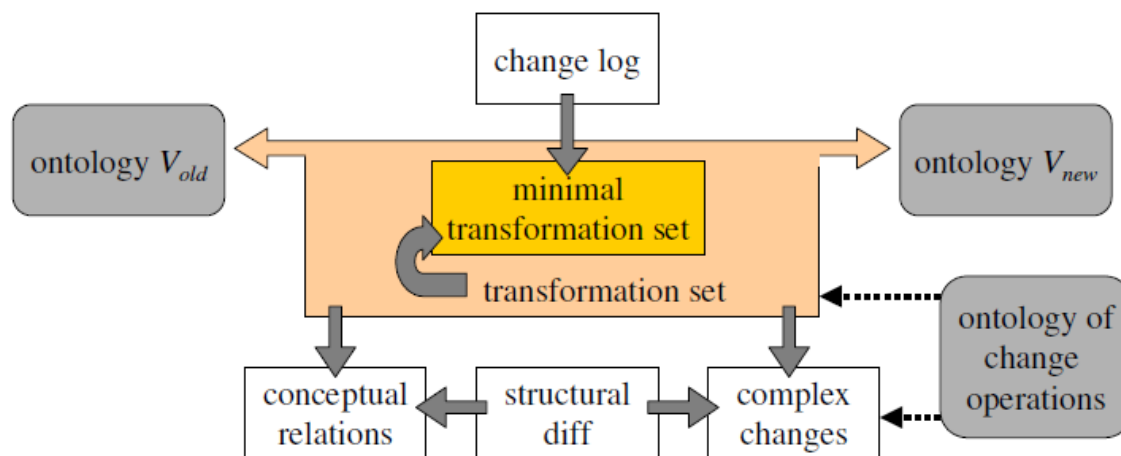 change log
ontology V_old
ontology V_new
minimal
transformation set
transformation set
ontology of
change
operations
conceptual
relations
structural
diff
complex
changes